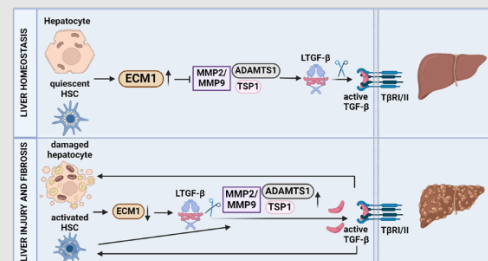 LIVER HOMEOSTASIS
Hepatocyte
quiescent
HSC
ECM1
MMP2/
MMP9
ADAMTS1
TSP1
LTGF-β
active
TGF-β
TβRI/II
LIVER INJURY AND FIBROSIS
damaged
hepatocyte
activated
HSC
ECM1
LTGF-β
MMP2/
MMP9
ADAMTS1
TSP1
active
TGF-β
TβRI/II